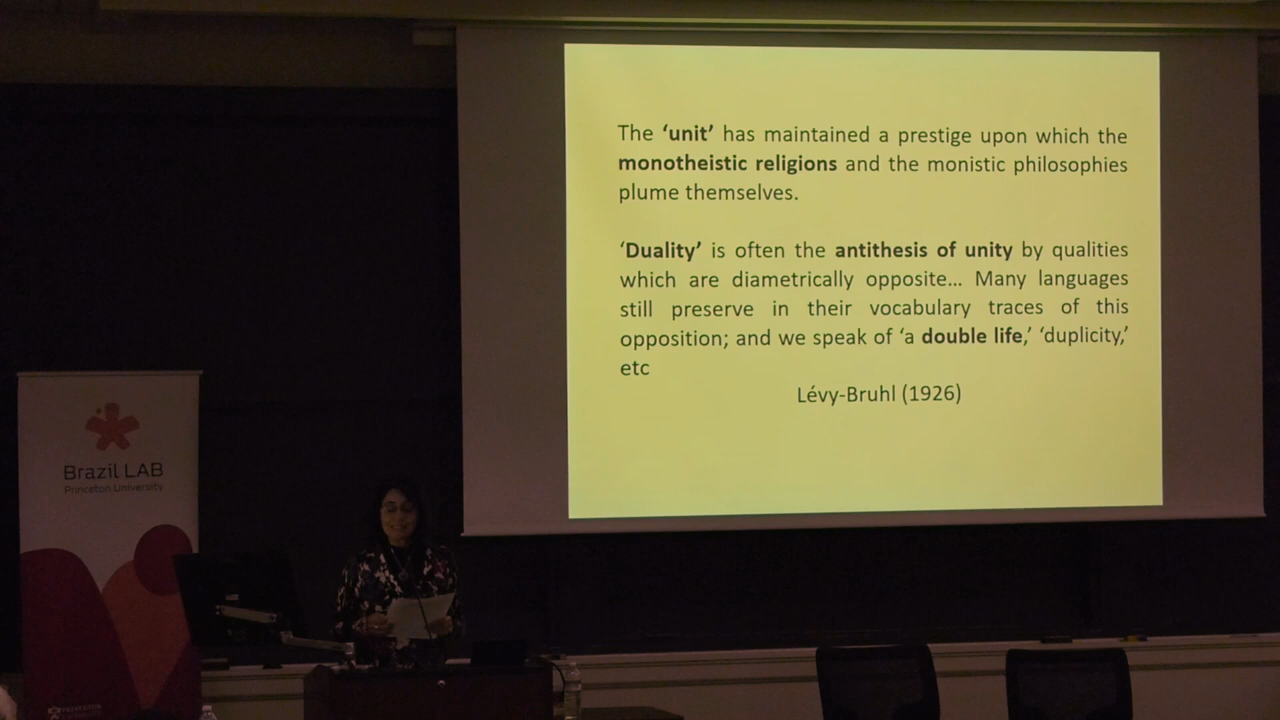 The ‘unit’ has maintained a prestige upon which the
monotheistic religions and the monistic philosophies
plume themselves.
‘Duality’ is often the antithesis of unity by qualities
which are diametrically opposite... Many languages
still preserve in their vocabulary traces of this
opposition; and we speak of ‘a double life,’ ‘duplicity,’
etc
Lévy-Bruhl (1926)
Brazil LAB
Princeton University